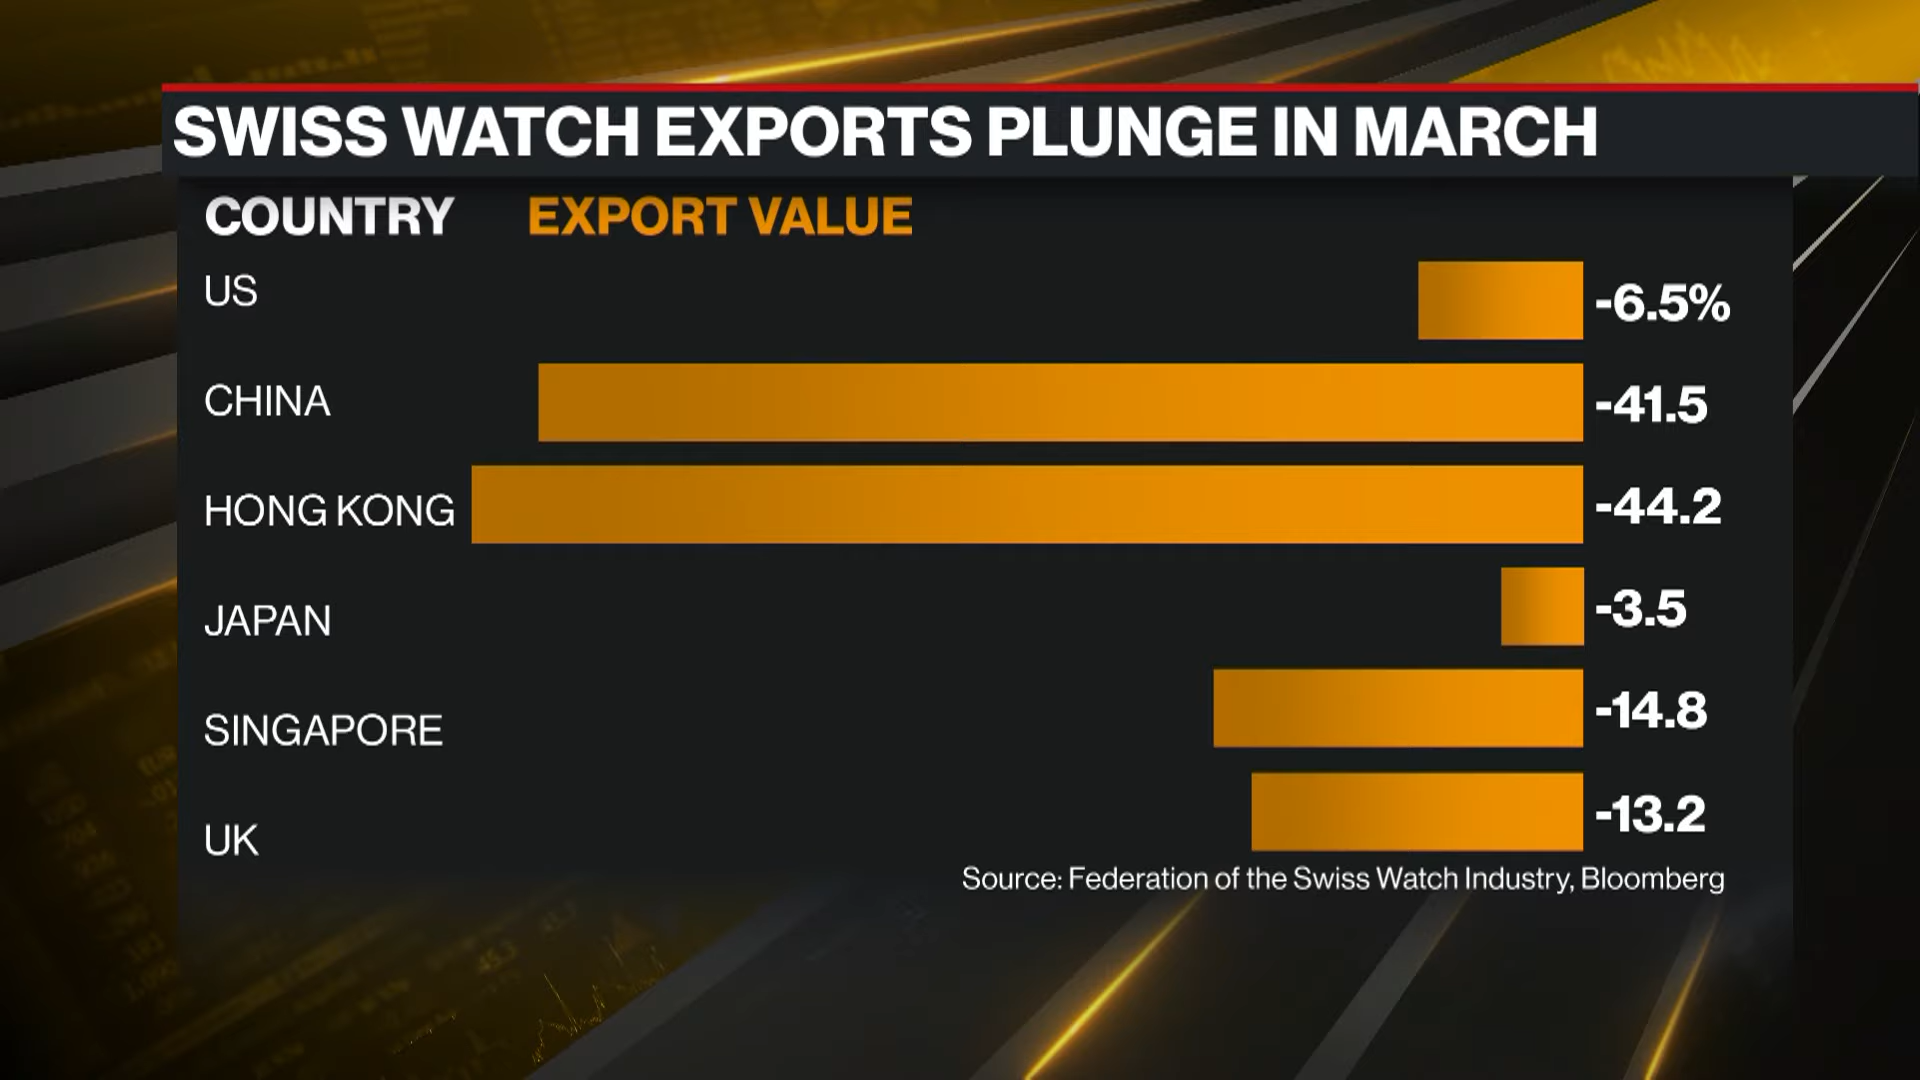 SWISS WATCH EXPORTS PLUNGE IN MARCH
COUNTRY EXPORT VALUE
US -6.5%
CHINA -41.5
HONG KONG -44.2
JAPAN -3.5
SINGAPORE -14.8
UK -13.2
Source: Federation of the Swiss Watch Industry, Bloomberg